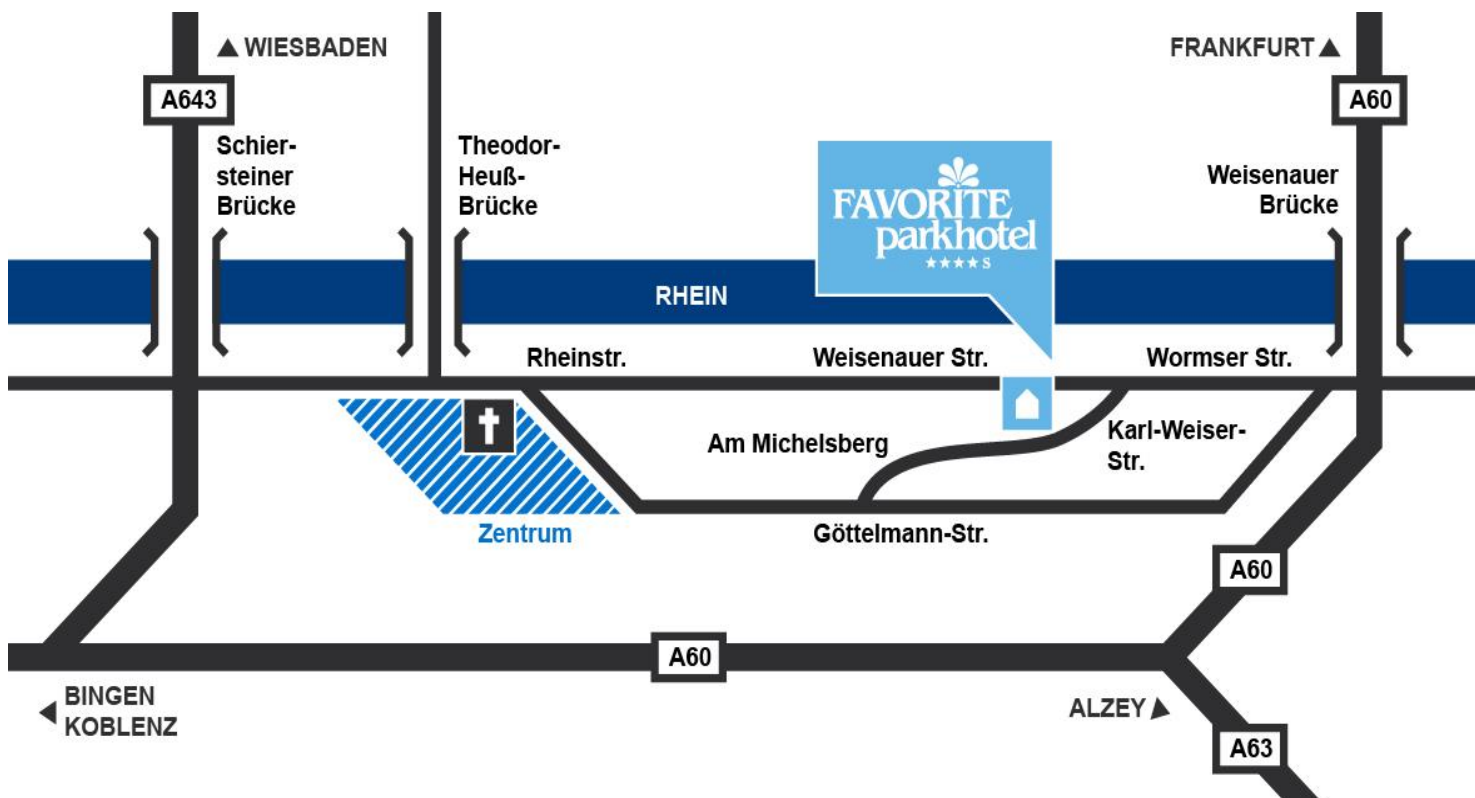 WIESBADEN
FRANKFURT
A643
A60
Schier-
steiner
Brücke
Theodor-
Heuß-
Brücke
FAVORITE
parkhotel
★★★★ S
Weisenauer
Brücke
RHEIN
Rheinstr.
Weisenauer Str.
Wormser Str.
Am Michelsberg
Karl-Weiser-
Str.
Zentrum
Göttelmann-Str.
A60
A60
BINGEN
KOBLENZ
ALZEY
A63